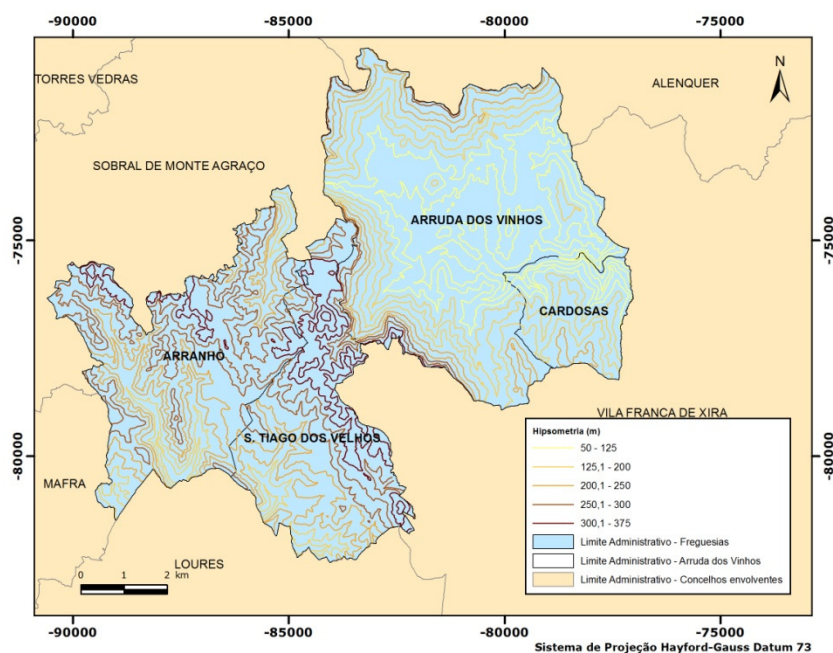 -90000 -85000 -80000 -75000
TORRES VEDRAS
ALENQUER
N
SOBRAL DE MONTE AGRAÇO
ARRUDA DOS VINHOS
-75000 -75000
CARDOSAS
ARRANHÓ
VILA FRANCA DE XIRA
S. TIAGO DOS VELHOS
Hipsometria (m)
50 - 125
125,1 - 200
200,1 - 250
250,1 - 300
300,1 - 375
Limite Administrativo - Freguesias
Limite Administrativo - Arruda dos Vinhos
Limite Administrativo - Concelhos envolventes
-80000 -80000
MAFRA
LOURES
0 1 2
km
-90000 -85000 -80000 -75000
Sistema de Projeção Hayford-Gauss Datum 73